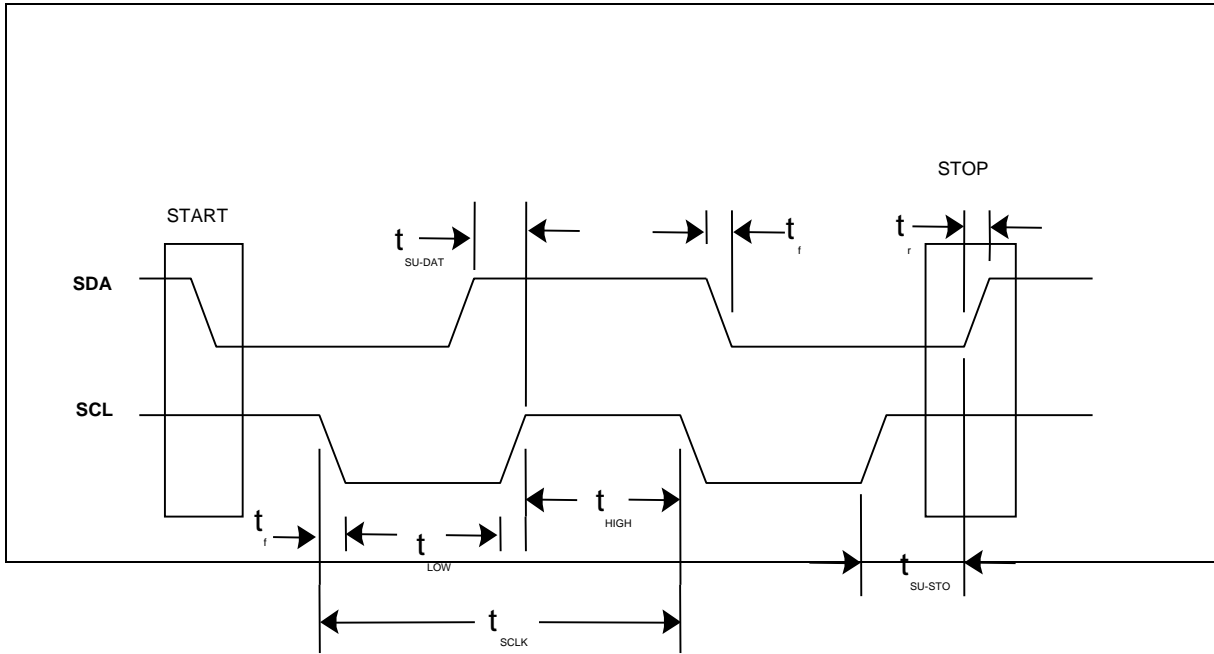 STOP
START
t SU-DAT
t f
t r
SDA
SCL
t HIGH
t f
t LOW
t SU-STO
t SCLK